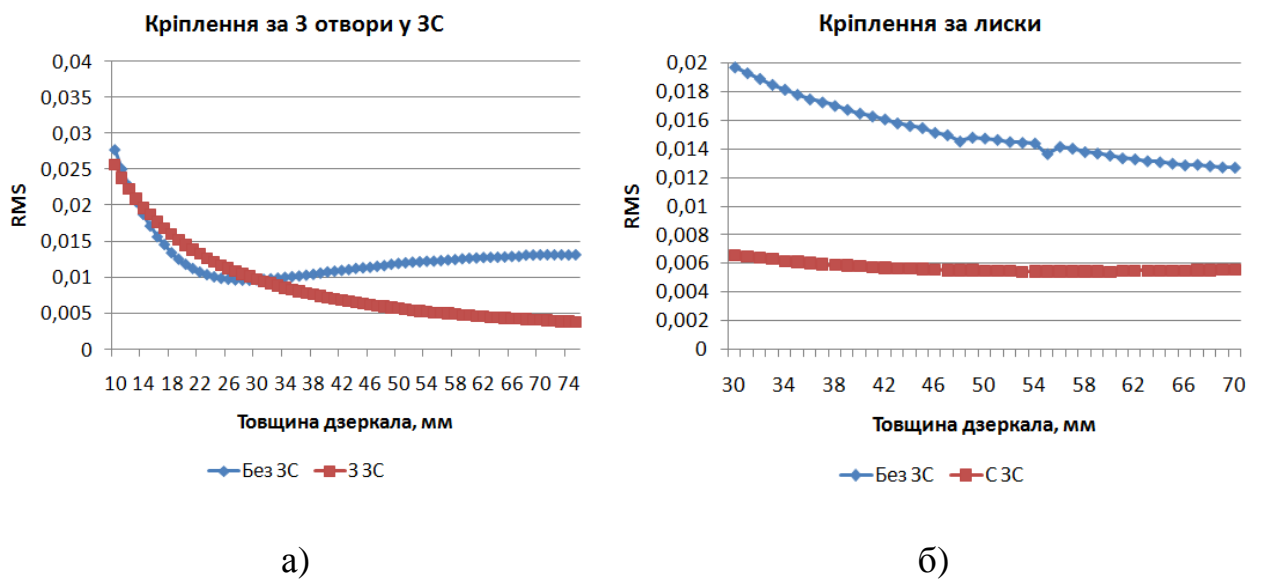 Кріплення за 3 отвори у ЗС
0,04
0,035
0,03
0,025
0,02
0,015
0,01
0,005
0
RMS
10 14 18 22 26 30 34 38 42 46 50 54 58 62 66 70 74
Товщина дзеркала, мм
Без ЗС З ЗС
а)
Кріплення за лиски
0,02
0,018
0,016
0,014
0,012
0,01
0,008
0,006
0,004
0,002
0
RMS
30 34 38 42 46 50 54 58 62 66 70
Товщина дзеркала, мм
Без ЗС С ЗС
б)